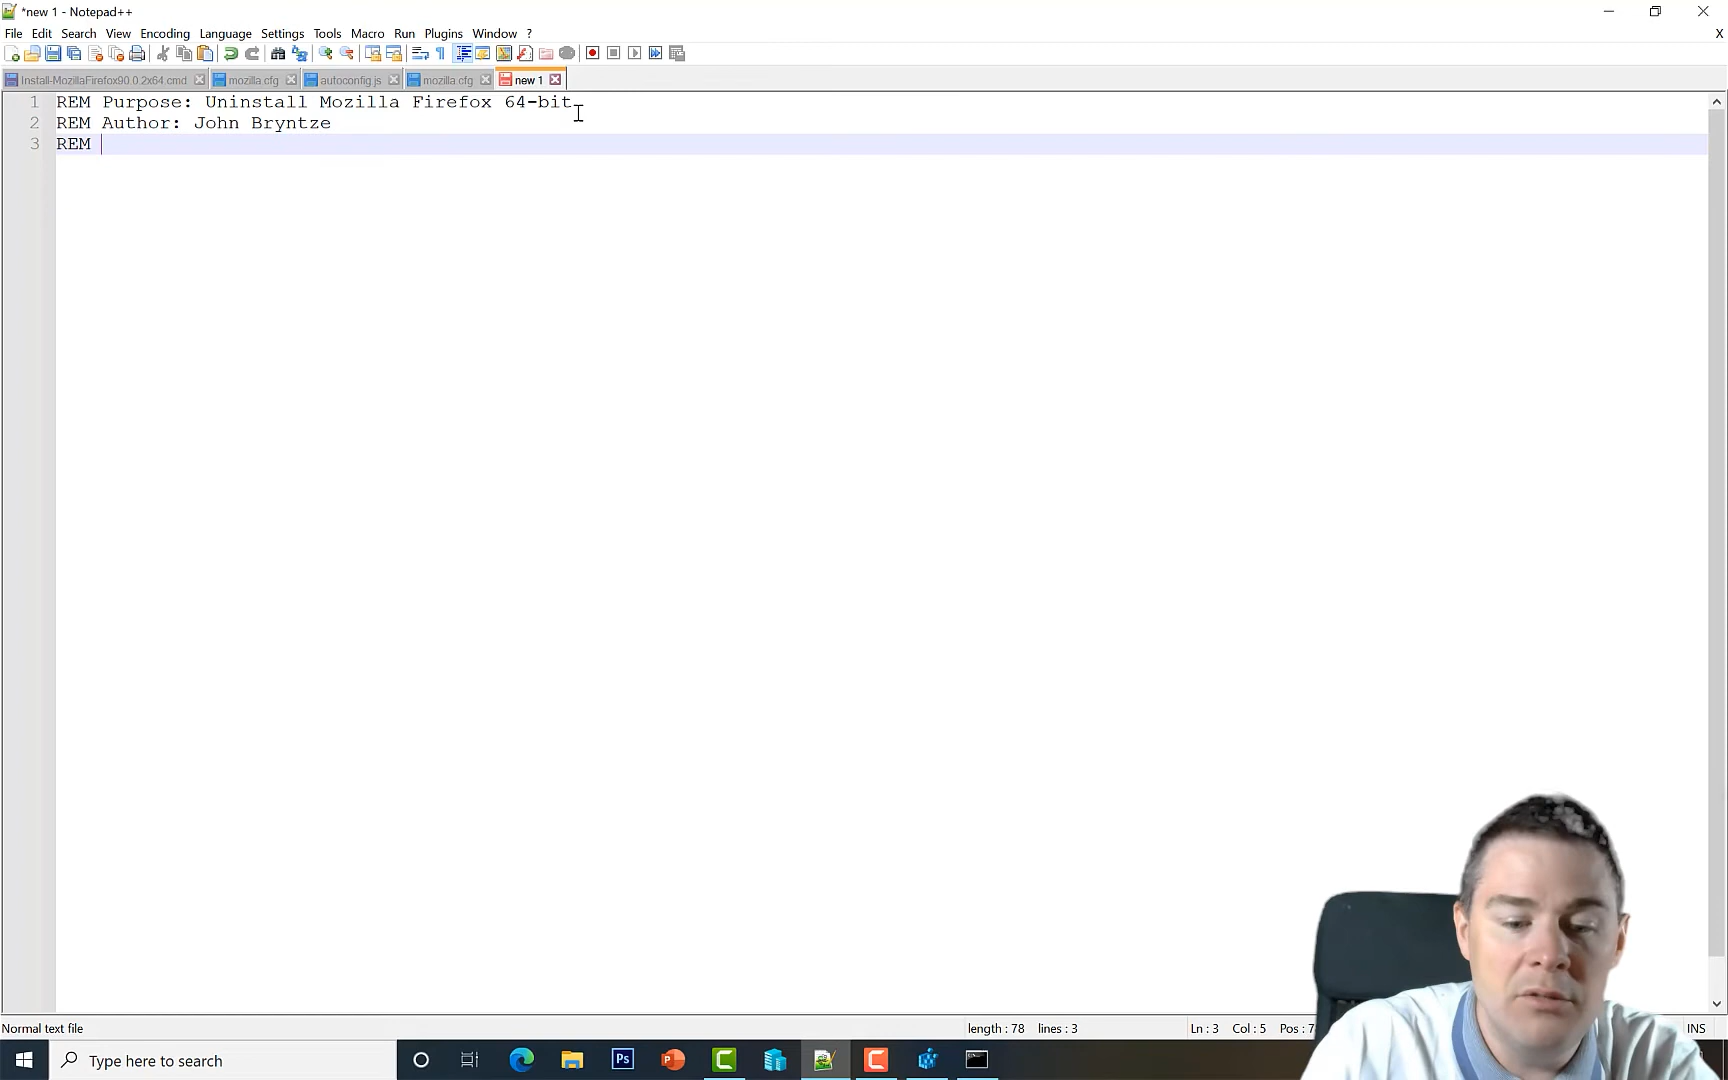 *new 1 - Notepad++
File Edit Search View Encoding Language Settings Tools Macro Run Plugins Window ? X
Install-MozillaFirefox90.0.2x64.cmd mozilla.cfg autoconfig.js mozilla.cfg new 1
1 REM Purpose: Uninstall Mozilla Firefox 64-bit
2 REM Author: John Bryntze
3 REM
Normal text file length : 78 lines : 3 Ln : 3 Col : 5 Pos : 7 INS
Type here to search Ps